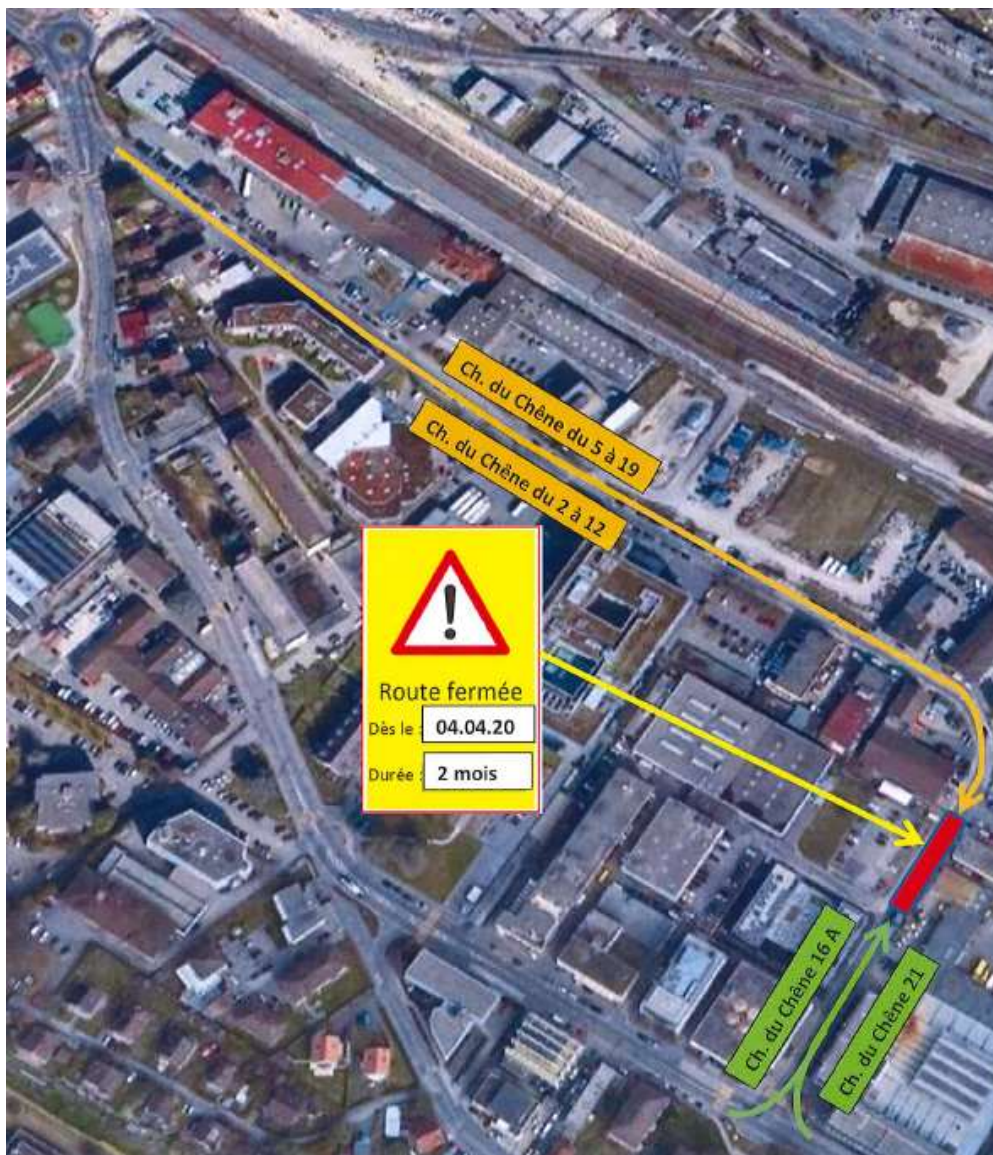 Ch. du Chêne du 5 à 19
Ch. du Chêne du 2 à 12
Route fermée
Dès le : 04.04.20
Durée : 2 mois
Ch. du Chêne 16 A
Ch. du Chêne 21